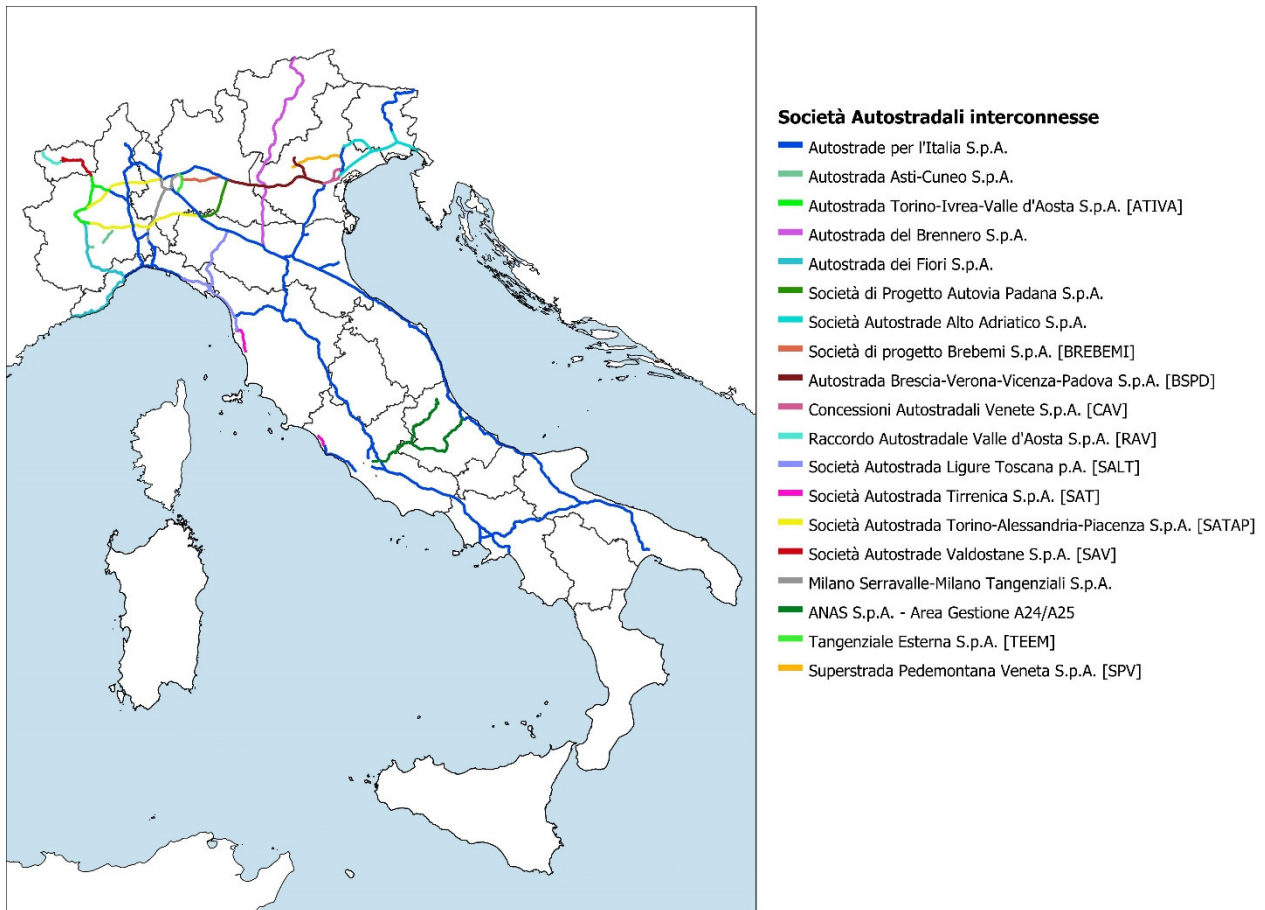 Società Autostradali interconnesse
Autostrade per l'Italia S.p.A.
Autostrada Asti-Cuneo S.p.A.
Autostrada Torino-Ivrea-Valle d'Aosta S.p.A. [ATIVA]
Autostrada del Brennero S.p.A.
Autostrada dei Fiori S.p.A.
Società di Progetto Autovia Padana S.p.A.
Società Autostrade Alto Adriatico S.p.A.
Società di progetto Brebemi S.p.A. [BREBEMI]
Autostrada Brescia-Verona-Vicenza-Padova S.p.A. [BSPD]
Concessioni Autostradali Venete S.p.A. [CAV]
Raccordo Autostradale Valle d'Aosta S.p.A. [RAV]
Società Autostrada Ligure Toscana p.A. [SALT]
Società Autostrada Tirrenica S.p.A. [SAT]
Società Autostrada Torino-Alessandria-Piacenza S.p.A. [SATAP]
Società Autostrade Valdostane S.p.A. [SAV]
Milano Serravalle-Milano Tangenziali S.p.A.
ANAS S.p.A. - Area Gestione A24/A25
Tangenziale Esterna S.p.A. [TEEM]
Superstrada Pedemontana Veneta S.p.A. [SPV]